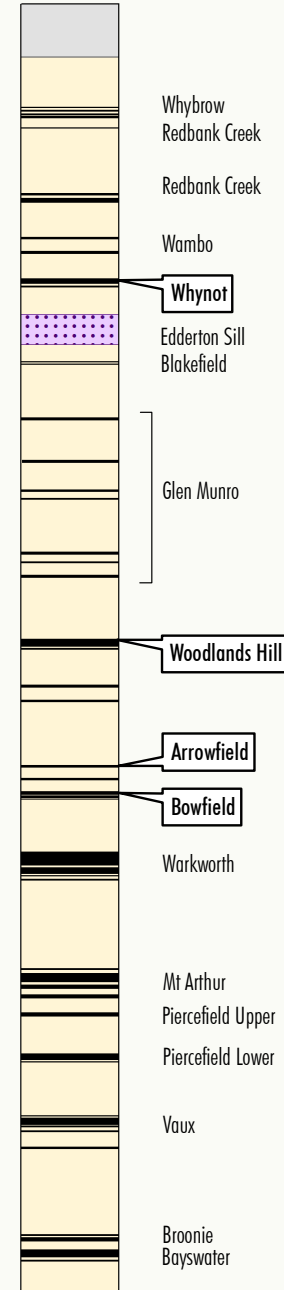 Whybrow
Redbank Creek
Redbank Creek
Wambo
Whynot
Edderton Sill
Blakefield
Glen Munro
Woodlands Hill
Arrowfield
Bowfield
Warkworth
Mt Arthur
Piercefield Upper
Piercefield Lower
Vaux
Broonie
Bayswater